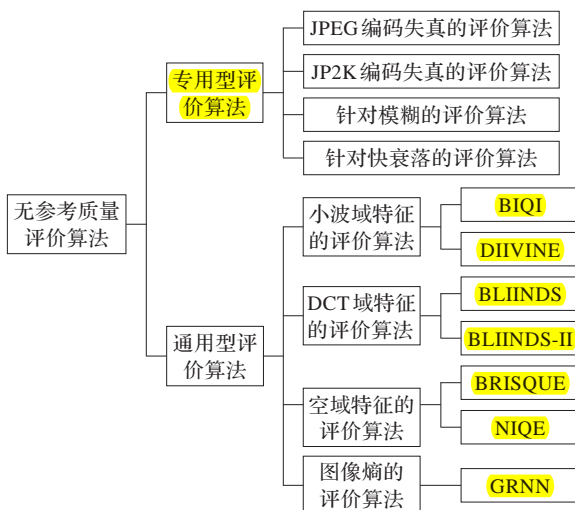 无参考质量
评价算法
专用型评
价算法
JPEG编码失真的评价算法
JP2K编码失真的评价算法
针对模糊的评价算法
针对快衰落的评价算法
通用型评
价算法
小波域特征
的评价算法
BIQI
DIIVINE
DCT域特征
的评价算法
BLIINDS
BLIINDS-II
空域特征的
评价算法
BRISQUE
NIQE
图像熵的
评价算法
GRNN